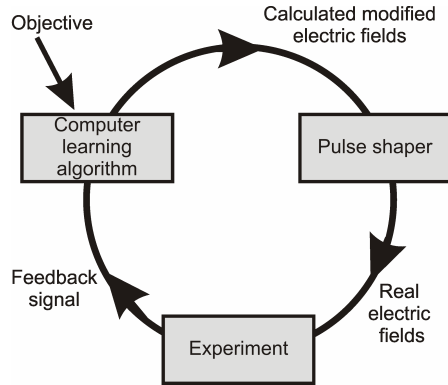 Objective
Calculated modified
electric fields
Computer
learning
algorithm
Pulse shaper
Feedback
signal
Real
electric
fields
Experiment